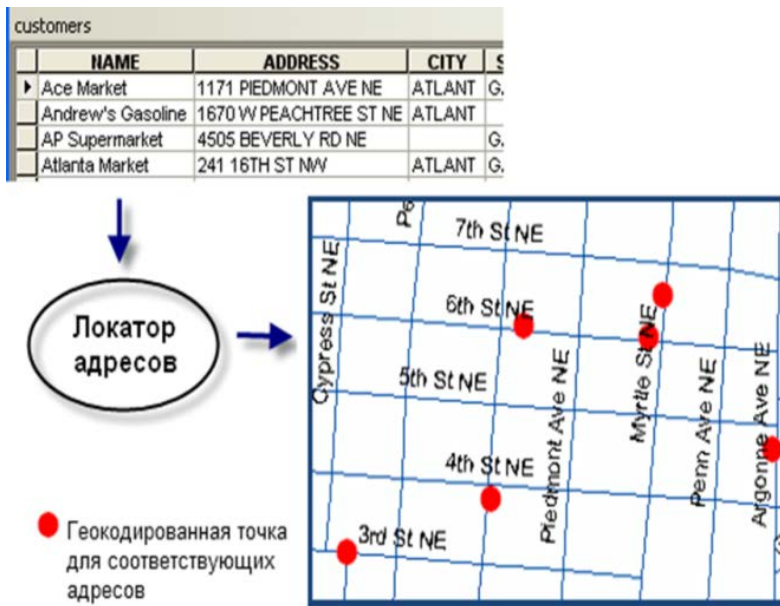 customers
NAME ADDRESS CITY
Ace Market 1171 PIEDMONT AVE NE ATLANT G.
Andrew's Gasoline 1670 W PEACHTREE ST NE ATLANT
AP Supermarket 4505 BEVERLY RD NE G.
Atlanta Market 241 16TH ST NW ATLANT G.
Локатор
адресов
7th St NE
Cypress St NE
6th St NE
Myrtle St NE
5th St NE
Piedmont Ave NE
Penn Ave NE
Argonne Ave NE
4th St NE
3rd St NE
Геокодированная точка
для соответствующих
адресов